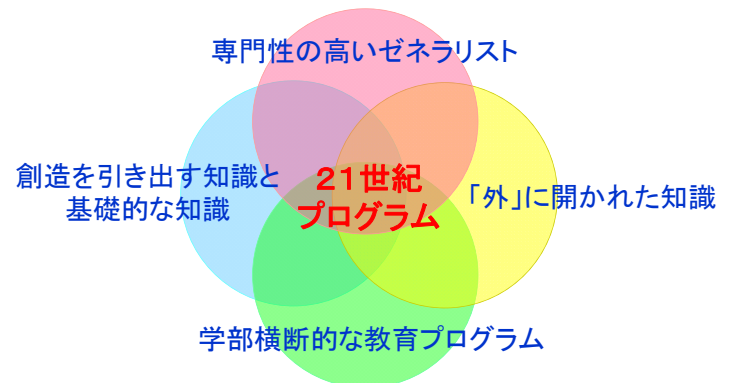 専門性の高いゼネラリスト
創造を引き出す知識と
基礎的な知識
21世紀
プログラム
「外」に開かれた知識
学部横断的な教育プログラム